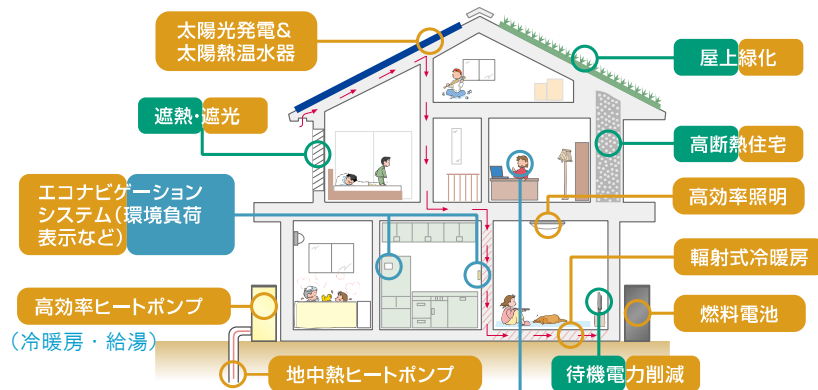 太陽光発電&
太陽熱温水器
屋上緑化
遮熱・遮光
高断熱住宅
エコナビゲーション
システム(環境負荷
表示など)
高効率照明
輻射式冷暖房
高効率ヒートポンプ
(冷暖房・給湯)
燃料電池
地中熱ヒートポンプ
待機電力削減